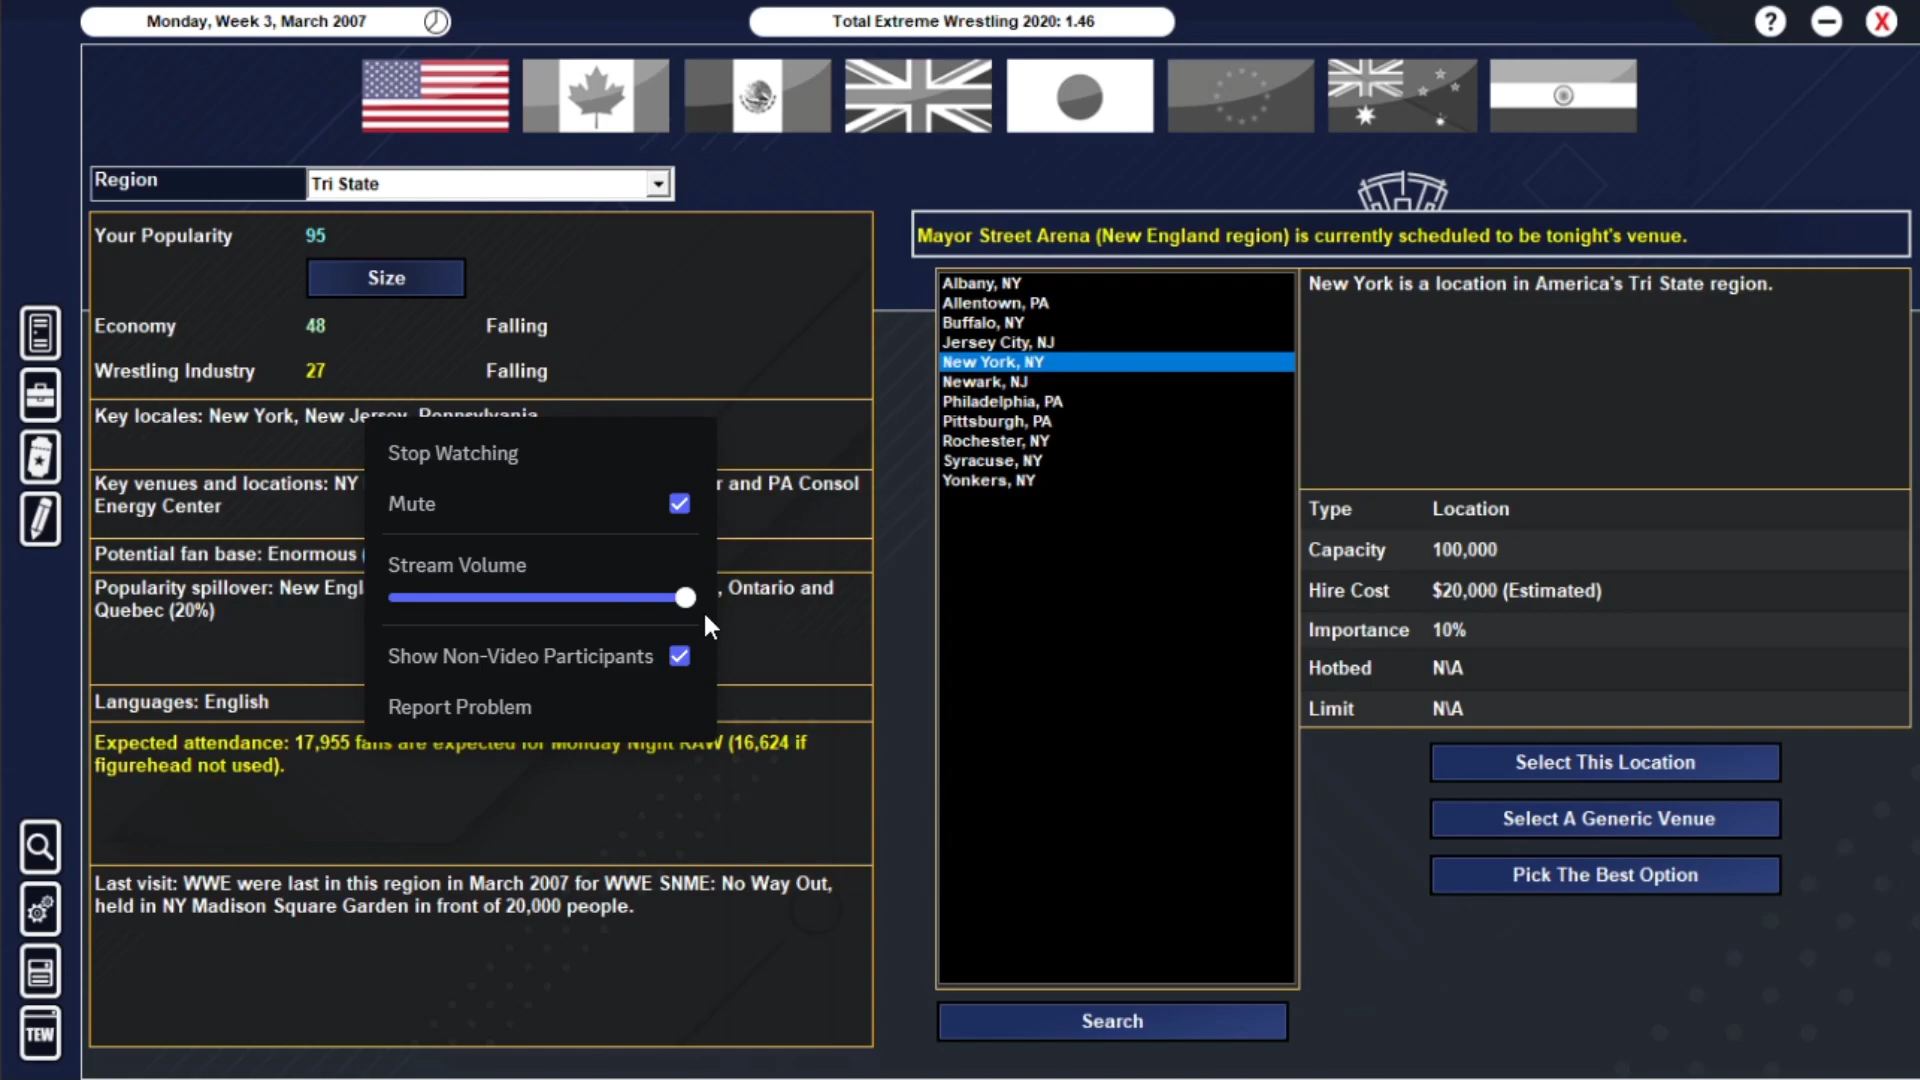 Monday, Week 3, March 2007
Total Extreme Wrestling 2020: 1.46
?
X
Region
Tri State
Your Popularity 95
Size
Economy 48 Falling
Wrestling Industry 27 Falling
Key locales: New York, New Jersey, Pennsylvania
Key venues and locations: NY
r and PA Consol
Energy Center
Potential fan base: Enormous (
Popularity spillover: New Engl
, Ontario and
Quebec (20%)
Languages: English
Expected attendance: 17,955 fans are expected for Monday Night RAW (16,624 if
figurehead not used).
Last visit: WWE were last in this region in March 2007 for WWE SNME: No Way Out,
held in NY Madison Square Garden in front of 20,000 people.
Stop Watching
Mute
Stream Volume
Show Non-Video Participants
Report Problem
Mayor Street Arena (New England region) is currently scheduled to be tonight's venue.
Albany, NY
Allentown, PA
Buffalo, NY
Jersey City, NJ
New York, NY
Newark, NJ
Philadelphia, PA
Pittsburgh, PA
Rochester, NY
Syracuse, NY
Yonkers, NY
Search
New York is a location in America's Tri State region.
Type Location
Capacity 100,000
Hire Cost $20,000 (Estimated)
Importance 10%
Hotbed N\A
Limit N\A
Select This Location
Select A Generic Venue
Pick The Best Option
TEW